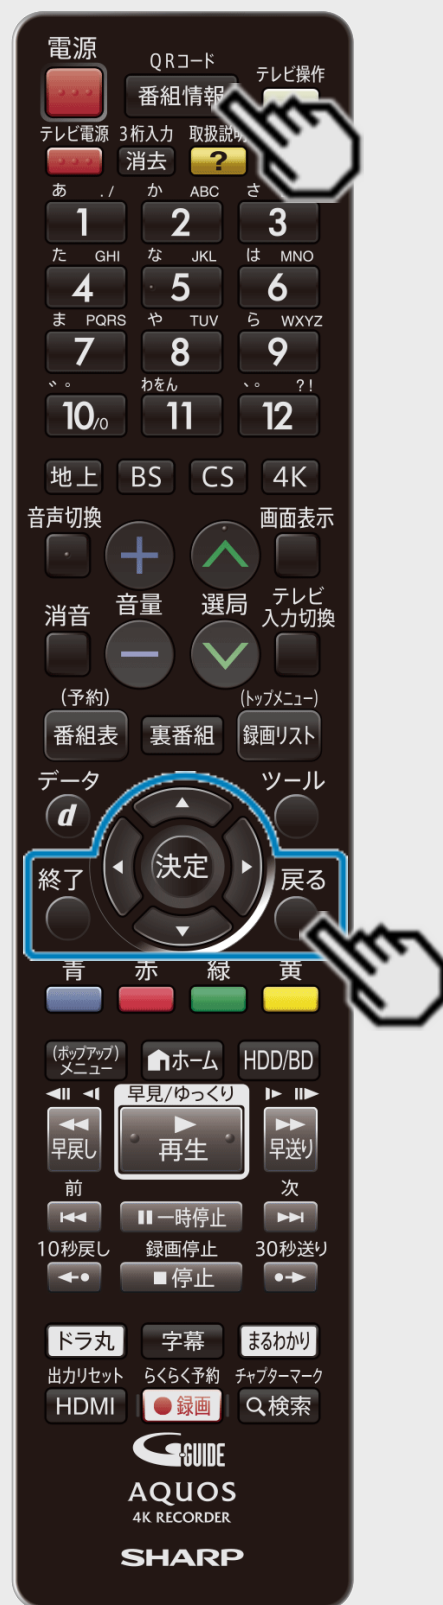 電源
QRコード
テレビ操作
番組情報
テレビ電源 3桁入力 取扱説明
消去 ?
あ ./ か ABC さ
1 2 3
た GHI な JKL は MNO
4 5 6
ま PQRS や TUV ら WXYZ
7 8 9
゛゜ わをん 、。 ?!
10/0 11 12
地上 BS CS 4K
音声切換 画面表示
消音 音量 選局 テレビ
入力切換
(予約) (トップメニュー)
番組表 裏番組 録画リスト
データ ツール
d
決定
終了 戻る
青 赤 緑 黄
(ポップアップ)
メニュー ホーム HDD/BD
早見/ゆっくり
早戻し 再生 早送り
前 次
一時停止
10秒戻し 録画停止 30秒送り
停止
ドラ丸 字幕 まるわかり
出力リセット らくらく予約 チャプターマーク
HDMI 録画 検索
G-GUIDE
AQUOS
4K RECORDER
SHARP